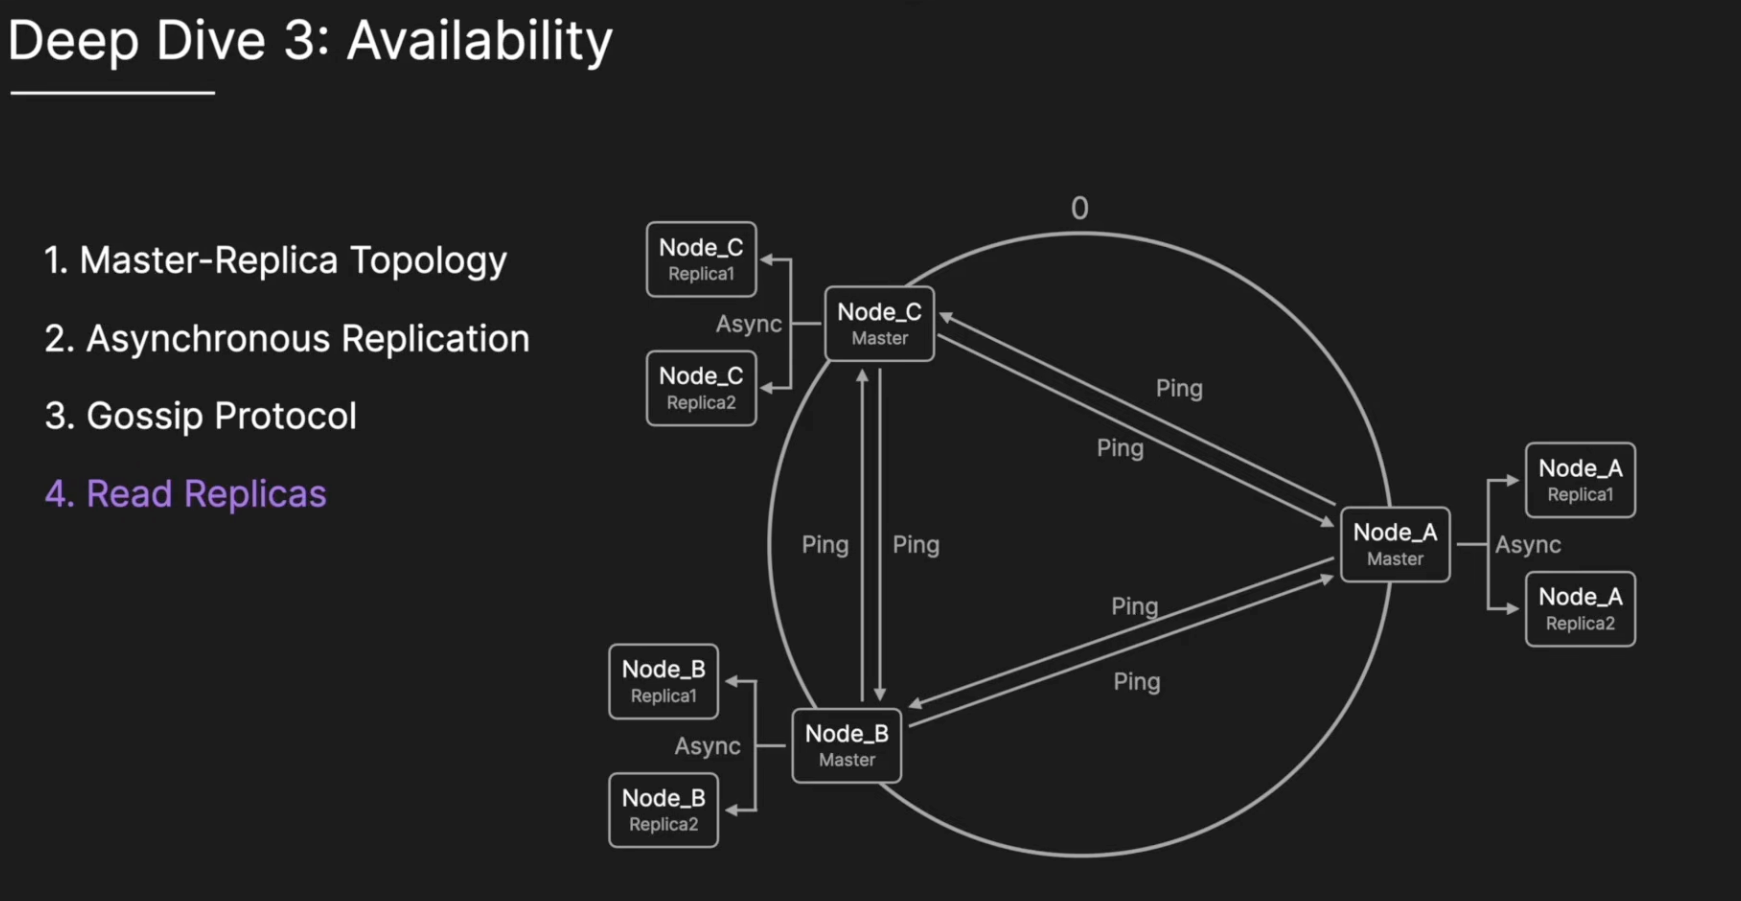 Deep Dive 3: Availability
1. Master-Replica Topology
2. Asynchronous Replication
3. Gossip Protocol
4. Read Replicas
0
Node_C
Replica1
Async
Node_C
Replica2
Node_C
Master
Ping
Ping
Ping
Ping
Ping
Ping
Node_A
Master
Async
Node_A
Replica1
Node_A
Replica2
Node_B
Replica1
Async
Node_B
Replica2
Node_B
Master